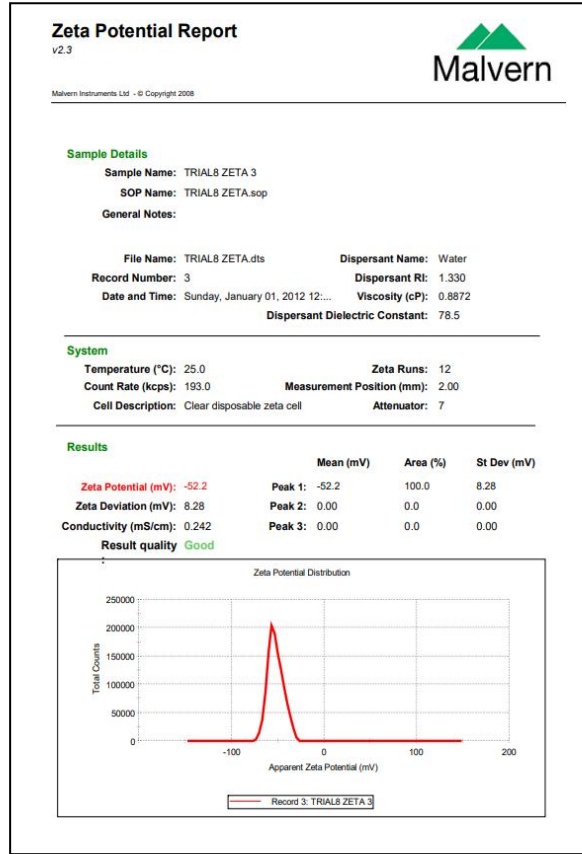 Zeta Potential Report
v2.3
Malvern
Malvern Instruments Ltd - © Copyright 2008
Sample Details
Sample Name: TRIAL8 ZETA 3
SOP Name: TRIAL8 ZETA.sop
General Notes:
File Name: TRIAL8 ZETA.dts Dispersant Name: Water
Record Number: 3 Dispersant RI: 1.330
Date and Time: Sunday, January 01, 2012 12:... Viscosity (cP): 0.8872
Dispersant Dielectric Constant: 78.5
System
Temperature (°C): 25.0 Zeta Runs: 12
Count Rate (kcps): 193.0 Measurement Position (mm): 2.00
Cell Description: Clear disposable zeta cell Attenuator: 7
Results
Mean (mV) Area (%) St Dev (mV)
Zeta Potential (mV): -52.2 Peak 1: -52.2 100.0 8.28
Zeta Deviation (mV): 8.28 Peak 2: 0.00 0.0 0.00
Conductivity (mS/cm): 0.242 Peak 3: 0.00 0.0 0.00
Result quality Good
:
Zeta Potential Distribution
250000
200000
150000
100000
50000
0
Total Counts
-100 0 100 200
Apparent Zeta Potential (mV)
Record 3: TRIAL8 ZETA 3